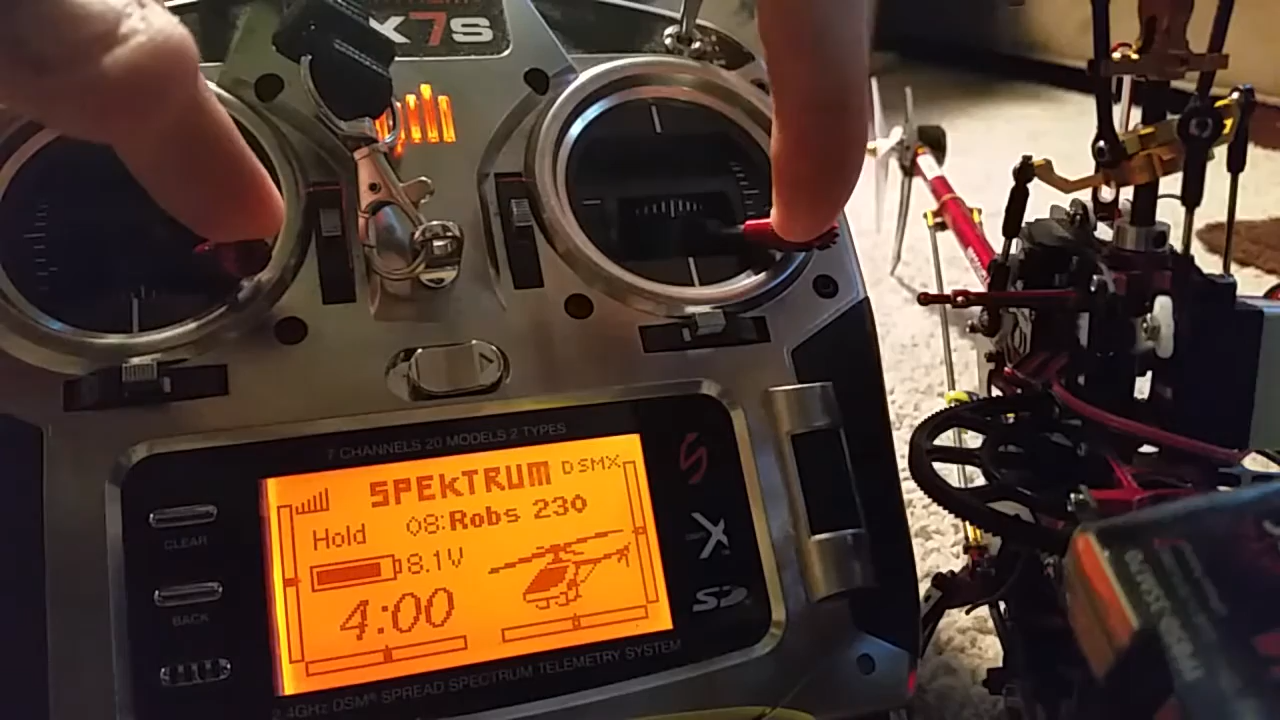 X7S
7 CHANNELS 20 MODELS 2 TYPES
SPEKTRUM DSMX
Hold 08:Robs 230
8.1V
4:00
CLEAR
BACK
X
SD
2.4GHz DSM® SPREAD SPECTRUM TELEMETRY SYSTEM